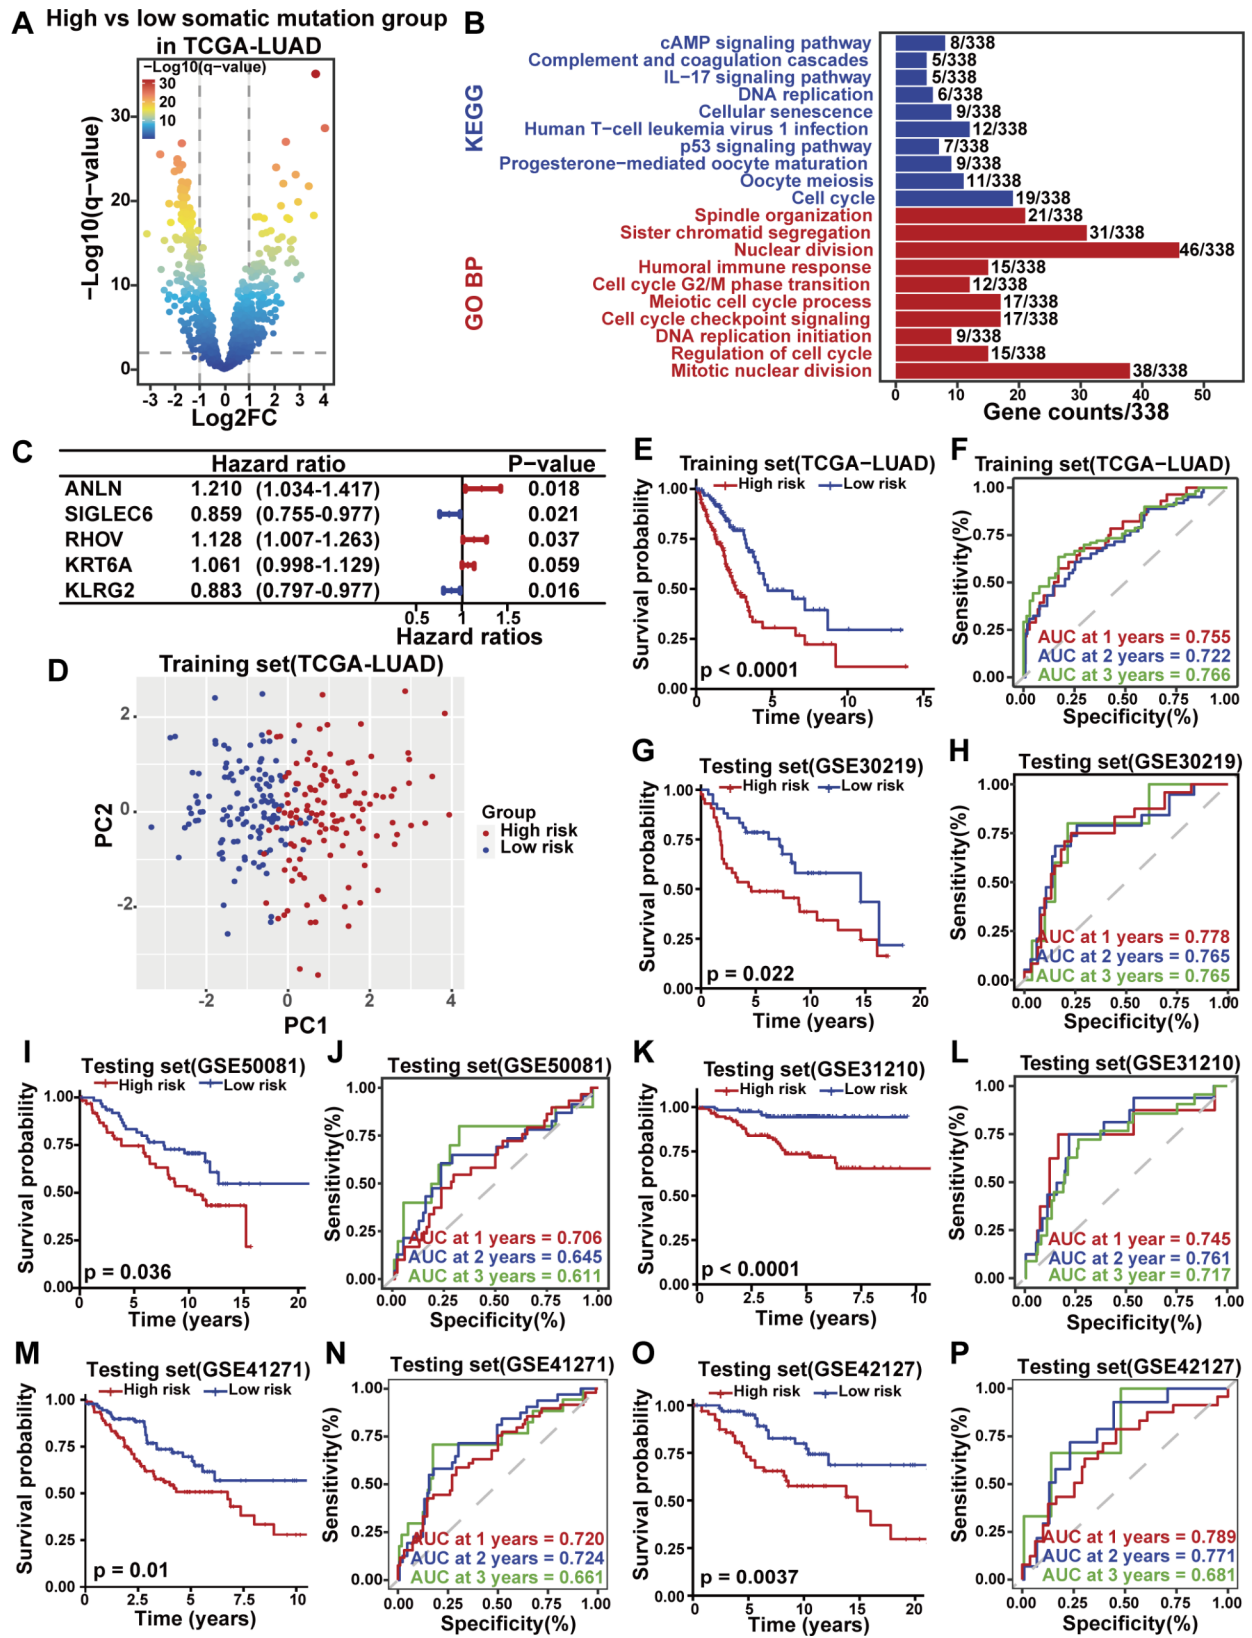 A
High vs low somatic mutation group
in TCGA-LUAD
−Log10(q−value)
30
20
10
−Log10(q−value)
30
20
10
0
-3 -2 -1 0 1 2 3 4
Log2FC
B
KEGG
GO BP
cAMP signaling pathway 8/338
Complement and coagulation cascades 5/338
IL−17 signaling pathway 5/338
DNA replication 6/338
Cellular senescence 9/338
Human T−cell leukemia virus 1 infection 12/338
p53 signaling pathway 7/338
Progesterone−mediated oocyte maturation 9/338
Oocyte meiosis 11/338
Cell cycle 19/338
Spindle organization 21/338
Sister chromatid segregation 31/338
Nuclear division 46/338
Humoral immune response 15/338
Cell cycle G2/M phase transition 12/338
Meiotic cell cycle process 17/338
Cell cycle checkpoint signaling 17/338
DNA replication initiation 9/338
Regulation of cell cycle 15/338
Mitotic nuclear division 38/338
0 10 20 30 40 50
Gene counts/338
C
Hazard ratio P−value
ANLN 1.210 (1.034-1.417) 0.018
SIGLEC6 0.859 (0.755-0.977) 0.021
RHOV 1.128 (1.007-1.263) 0.037
KRT6A 1.061 (0.998-1.129) 0.059
KLRG2 0.883 (0.797-0.977) 0.016
0.5 1 1.5
Hazard ratios
D
Training set(TCGA-LUAD)
PC2
2
0
-2
-2 0 2 4
PC1
Group
High risk
Low risk
E
Training set(TCGA−LUAD)
High risk Low risk
Survival probability
1.00
0.75
0.50
0.25
0.00
p < 0.0001
0 5 10 15
Time (years)
F
Training set(TCGA−LUAD)
Sensitivity(%)
1.00
0.75
0.50
0.25
0.00
AUC at 1 years = 0.755
AUC at 2 years = 0.722
AUC at 3 years = 0.766
0.00 0.25 0.50 0.75 1.00
Specificity(%)
G
Testing set(GSE30219)
High risk Low risk
Survival probability
1.00
0.75
0.50
0.25
0.00
p = 0.022
0 5 10 15 20
Time (years)
H
Testing set(GSE30219)
Sensitivity(%)
1.00
0.75
0.50
0.25
0.00
AUC at 1 years = 0.778
AUC at 2 years = 0.765
AUC at 3 years = 0.765
0.00 0.25 0.50 0.75 1.00
Specificity(%)
I
Testing set(GSE50081)
High risk Low risk
Survival probability
1.00
0.75
0.50
0.25
0.00
p = 0.036
0 5 10 15 20
Time (years)
J
Testing set(GSE50081)
Sensitivity(%)
1.00
0.75
0.50
0.25
0.00
AUC at 1 years = 0.706
AUC at 2 years = 0.645
AUC at 3 years = 0.611
0.00 0.25 0.50 0.75 1.00
Specificity(%)
K
Testing set(GSE31210)
High risk Low risk
Survival probability
1.00
0.75
0.50
0.25
0.00
p < 0.0001
0 2.5 5 7.5 10
Time (years)
L
Testing set(GSE31210)
Sensitivity(%)
1.00
0.75
0.50
0.25
0.00
AUC at 1 years = 0.745
AUC at 2 years = 0.761
AUC at 3 year = 0.717
0.00 0.25 0.50 0.75 1.00
Specificity(%)
M
Testing set(GSE41271)
High risk Low risk
Survival probability
1.00
0.75
0.50
0.25
0.00
p = 0.01
0 2.5 5 7.5 10
Time (years)
N
Testing set(GSE41271)
Sensitivity(%)
1.00
0.75
0.50
0.25
0.00
AUC at 1 years = 0.720
AUC at 2 years = 0.724
AUC at 3 years = 0.661
0.00 0.25 0.50 0.75 1.00
Specificity(%)
O
Testing set(GSE42127)
High risk Low risk
Survival probability
1.00
0.75
0.50
0.25
0.00
p = 0.0037
0 5 10 15 20
Time (years)
P
Testing set(GSE42127)
Sensitivity(%)
1.00
0.75
0.50
0.25
0.00
AUC at 1 years = 0.789
AUC at 2 years = 0.771
AUC at 3 years = 0.681
0.00 0.25 0.50 0.75 1.00
Specificity(%)